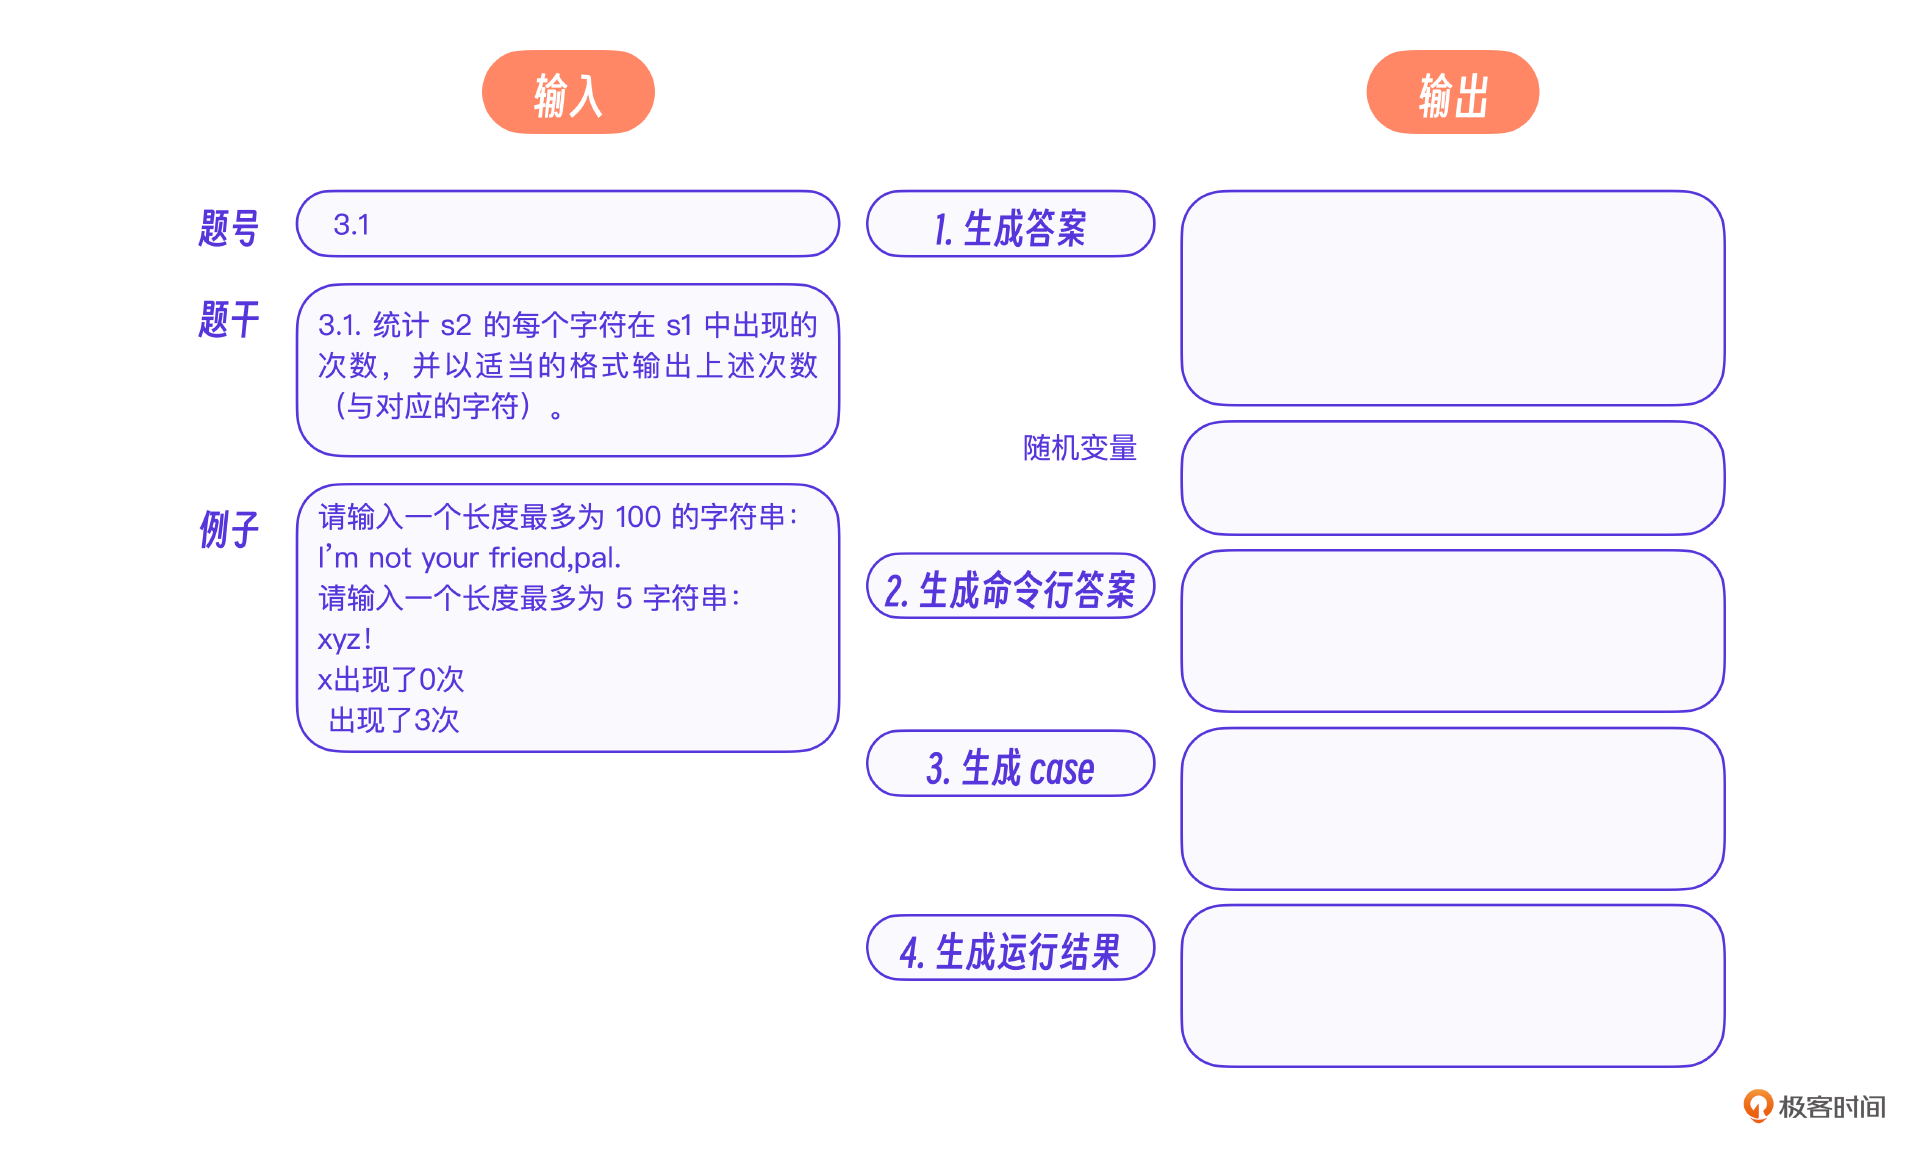 输入
输出
题号
3.1
1. 生成答案
题干
3.1. 统计 s2 的每个字符在 s1 中出现的
次数，并以适当的格式输出上述次数
（与对应的字符）。
随机变量
例子
请输入一个长度最多为 100 的字符串：
I’m not your friend,pal.
请输入一个长度最多为 5 字符串：
xyz!
x出现了0次
出现了3次
2. 生成命令行答案
3. 生成 case
4. 生成运行结果
极客时间